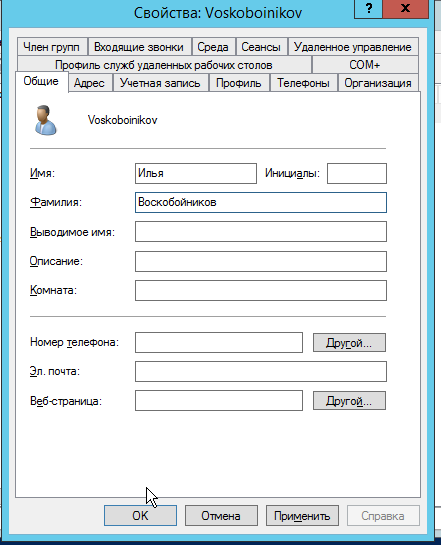 Свойства: Voskoboinikov
? x
Член групп Входящие звонки Среда Сеансы Удаленное управление
Профиль служб удаленных рабочих столов COM+
Общие Адрес Учетная запись Профиль Телефоны Организация
Voskoboinikov
Имя: Илья Инициалы:
Фамилия: Воскобойников
Выводимое имя:
Описание:
Комната:
Номер телефона: Другой...
Эл. почта:
Веб-страница: Другой...
OK Отмена Применить Справка